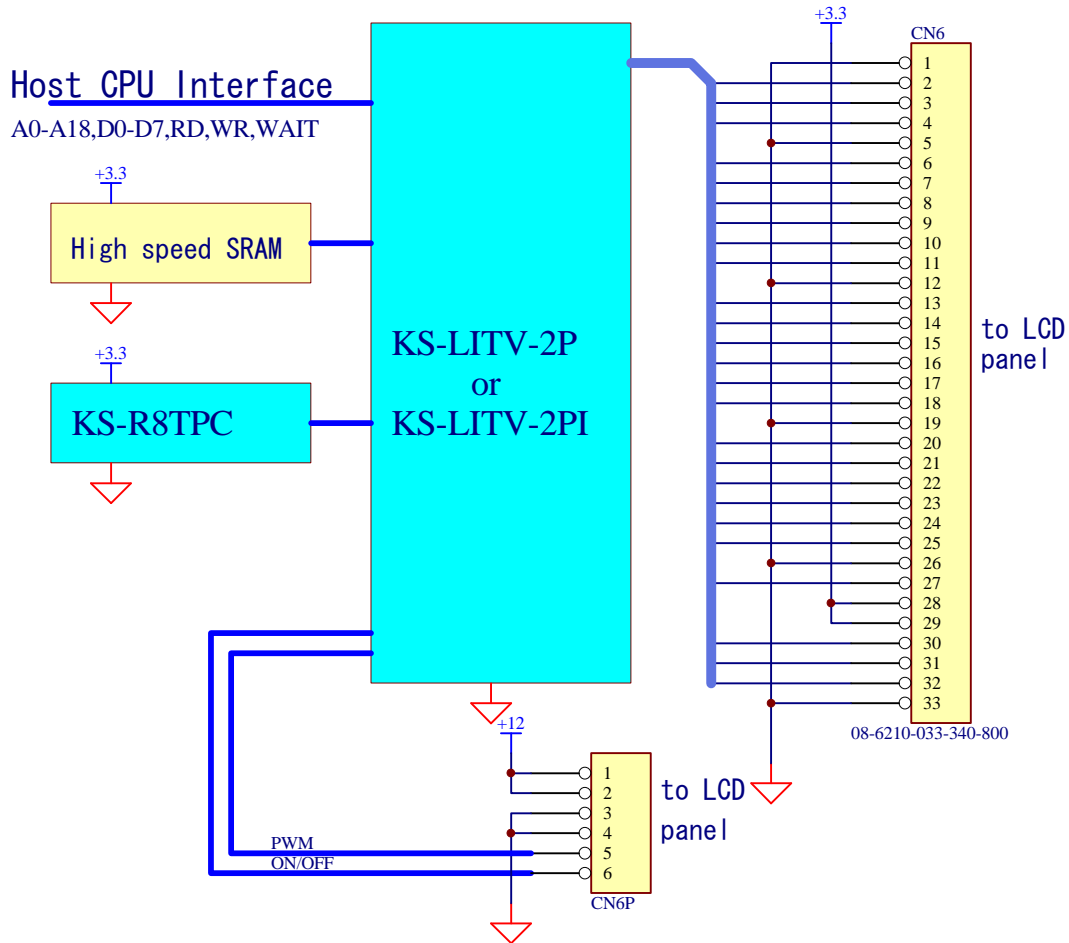 Host CPU Interface
A0-A18,D0-D7,RD,WR,WAIT
+3.3
High speed SRAM
+3.3
KS-R8TPC
KS-LITV-2P
or
KS-LITV-2PI
+3.3
CN6
1
2
3
4
5
6
7
8
9
10
11
12
13
14
15
16
17
18
19
20
21
22
23
24
25
26
27
28
29
30
31
32
33
08-6210-033-340-800
to LCD
panel
+12
1
2
3
4
5
6
CN6P
PWM
ON/OFF
to LCD
panel